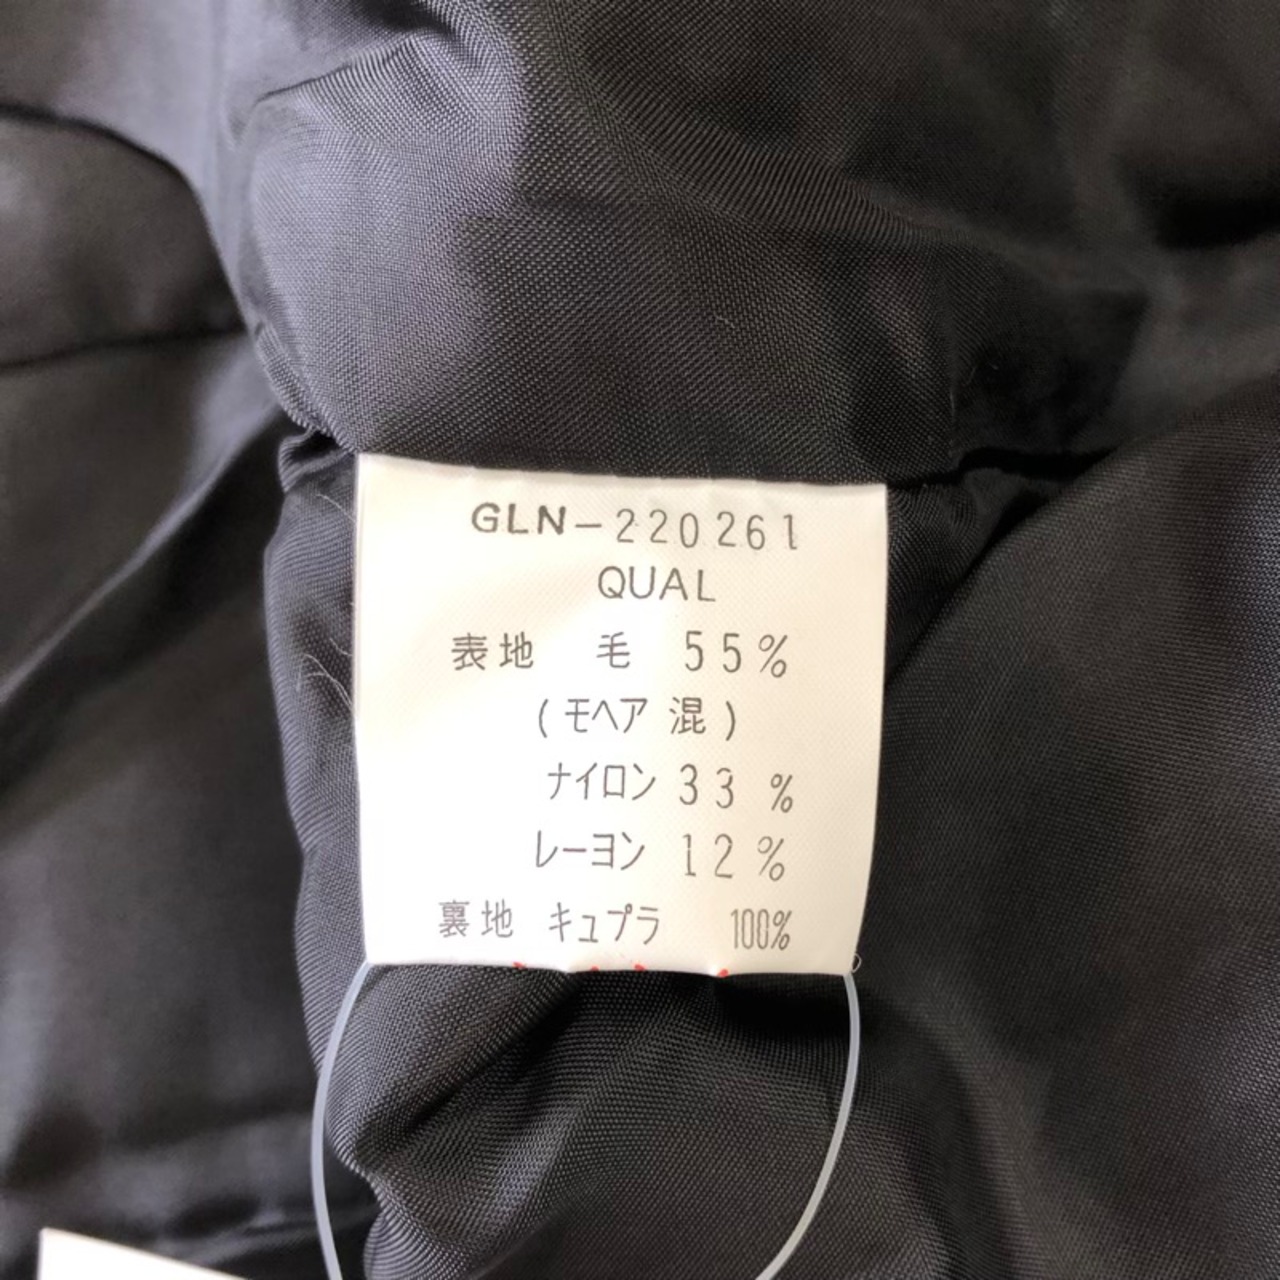 GLN-220261
QUAL
表地 毛 55%
(モヘア 混)
ナイロン 33 %
レーヨン 12%
裏地 キュプラ 100%